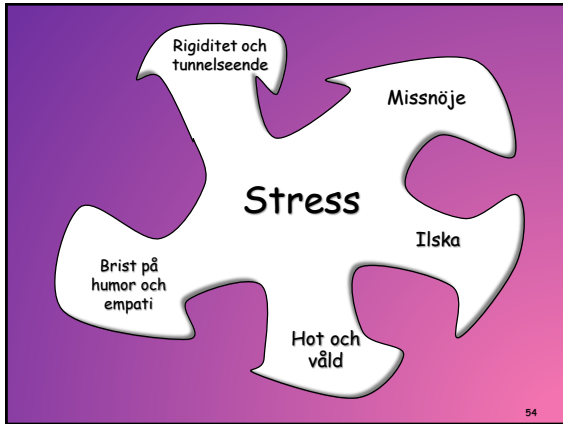 Rigiditet och
tunnelseende
Missnöje
Stress
Ilska
Brist på
humor och
empati
Hot och
våld
54